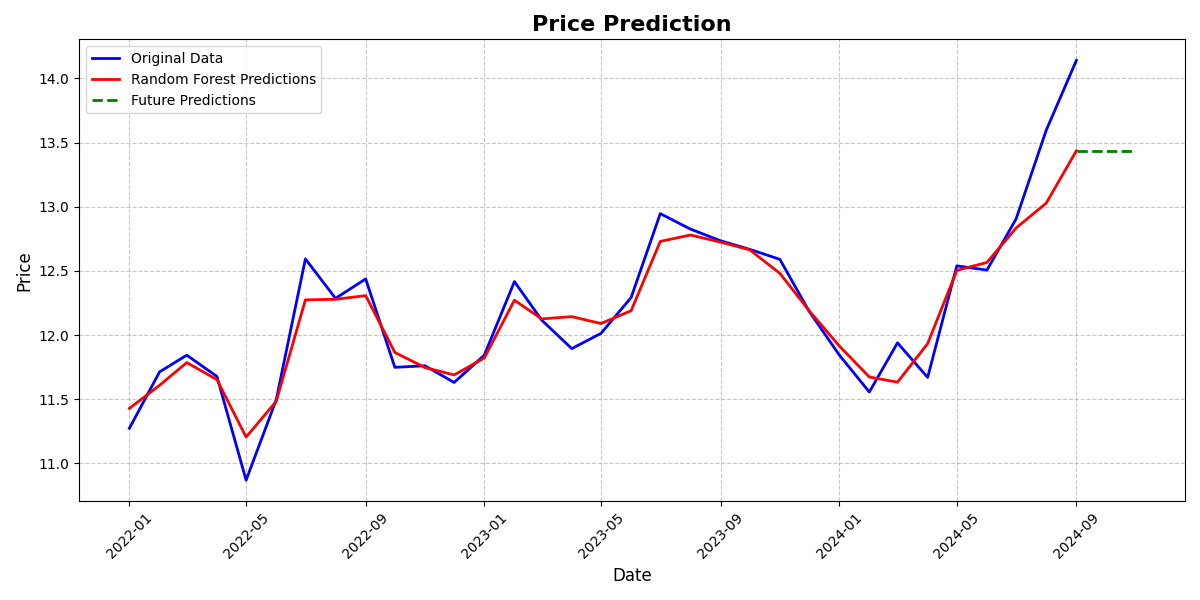 Price Prediction
Original Data
Random Forest Predictions
Future Predictions
Price
14.0
13.5
13.0
12.5
12.0
11.5
11.0
2022-01
2022-05
2022-09
2023-01
2023-05
2023-09
2024-01
2024-05
2024-09
Date